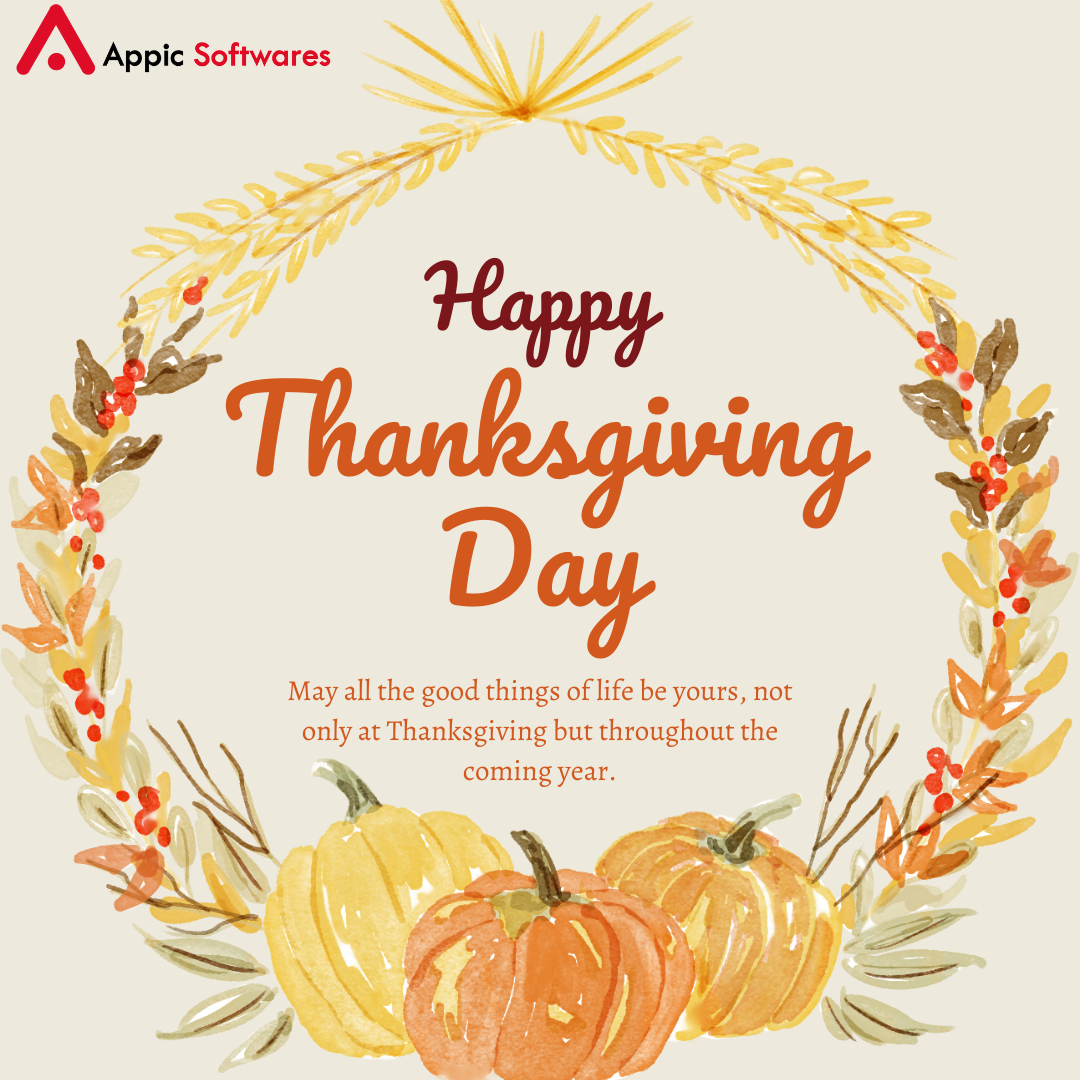 Appic Softwares
Happy
Thanksgiving
Day
May all the good things of life be yours, not
only at Thanksgiving but throughout the
coming year.